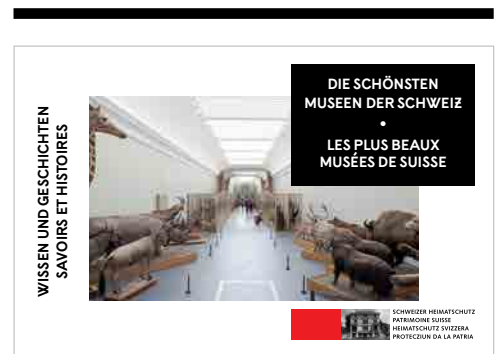 WISSEN UND GESCHICHTEN
SAVOIRS ET HISTOIRES
DIE SCHÖNSTEN
MUSEEN DER SCHWEIZ
•
LES PLUS BEAUX
MUSÉES DE SUISSE
SCHWEIZER HEIMATSCHUTZ
PATRIMOINE SUISSE
HEIMATSCHUTZ SVIZZERA
PROTECZIUN DA LA PATRIA